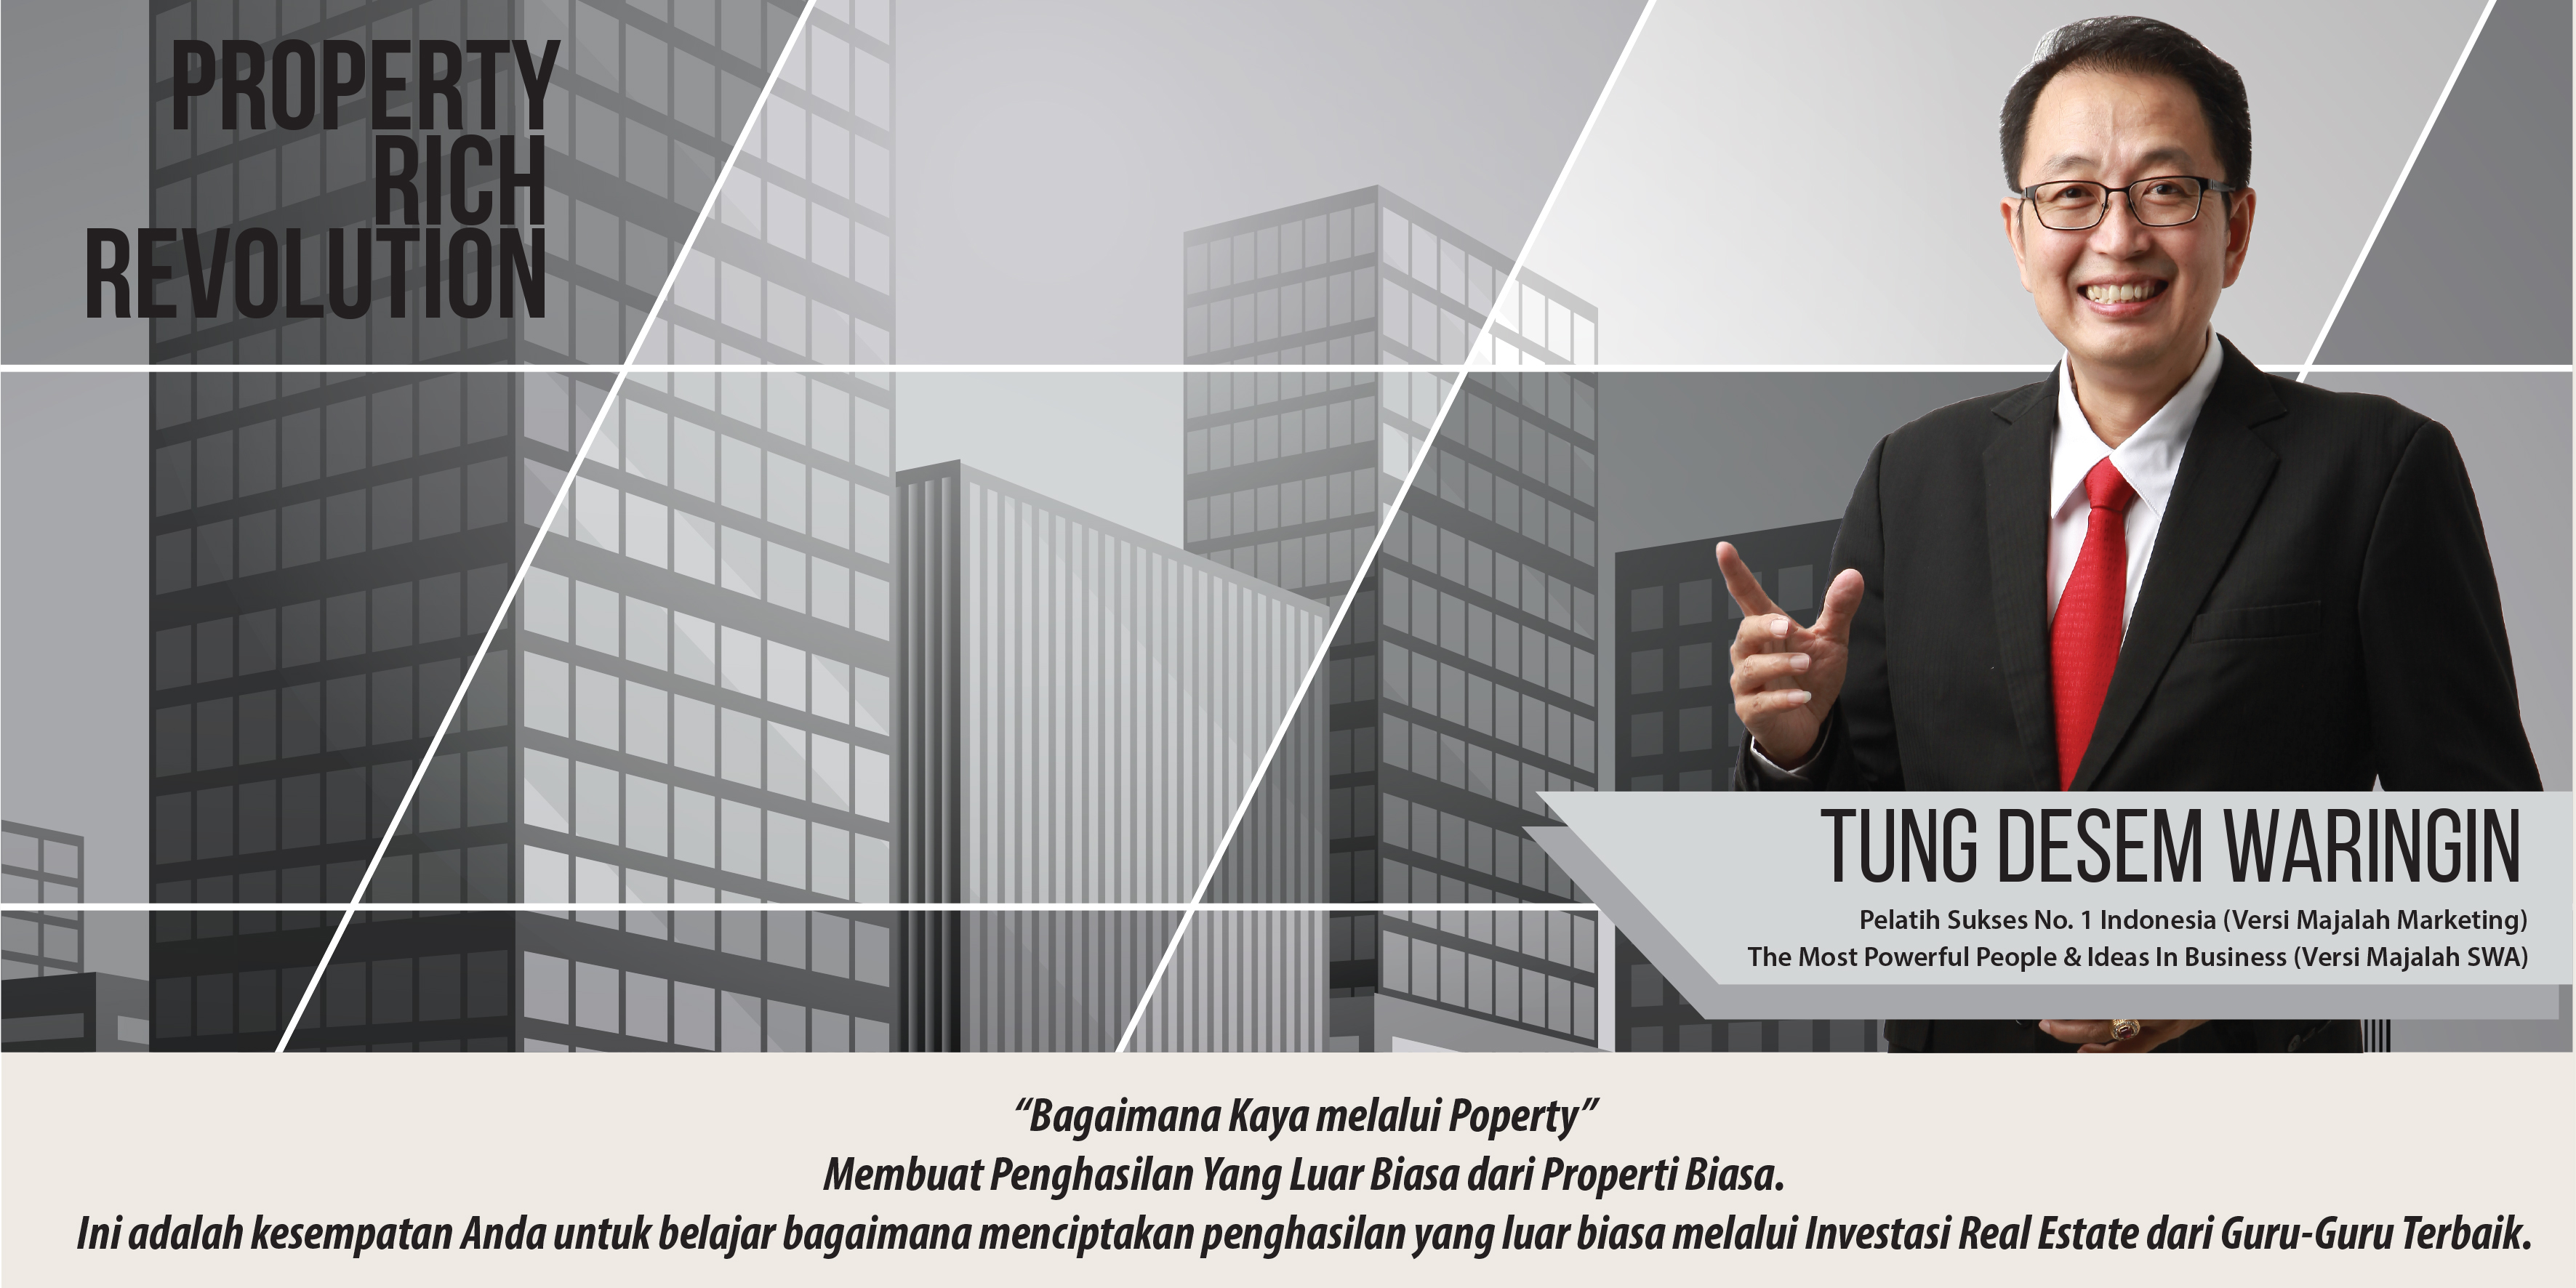 PROPERTY
RICH
REVOLUTION
TUNG DESEM WARINGIN
Pelatih Sukses No. 1 Indonesia (Versi Majalah Marketing)
The Most Powerful People & Ideas In Business (Versi Majalah SWA)
“Bagaimana Kaya melalui Poperty”
Membuat Penghasilan Yang Luar Biasa dari Properti Biasa.
Ini adalah kesempatan Anda untuk belajar bagaimana menciptakan penghasilan yang luar biasa melalui Investasi Real Estate dari Guru-Guru Terbaik.